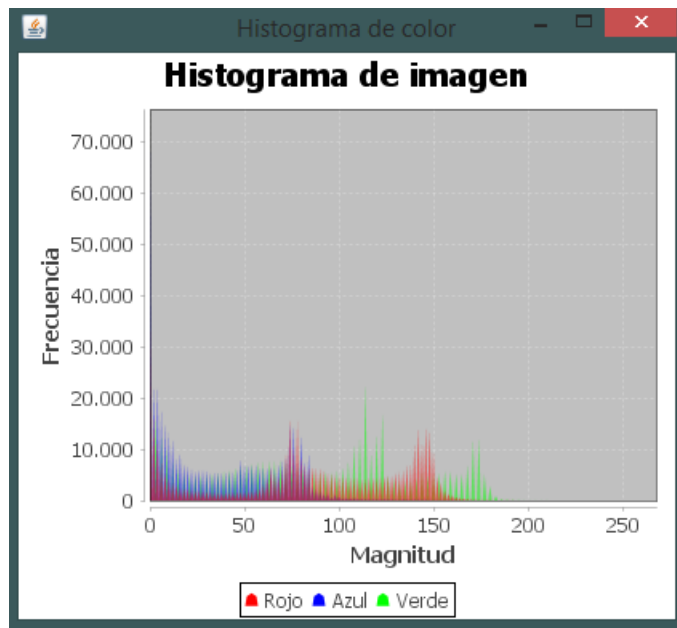 Histograma de color
Histograma de imagen
Frecuencia
70.000
60.000
50.000
40.000
30.000
20.000
10.000
0
0 50 100 150 200 250
Magnitud
Rojo Azul Verde